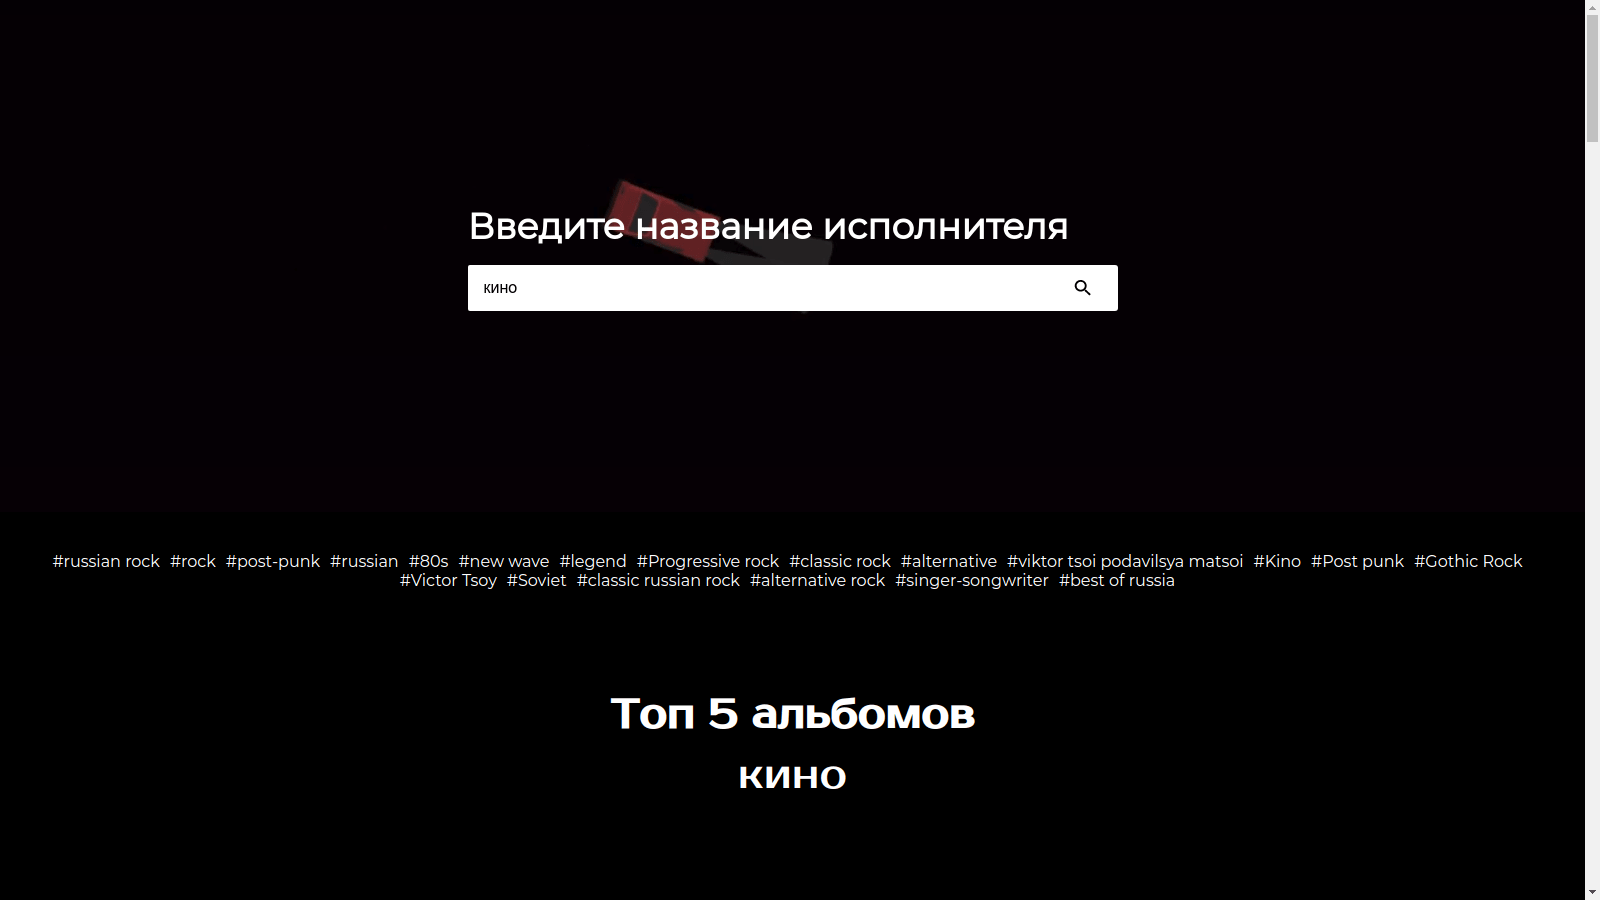 Введите название исполнителя
кино
#russian rock #rock #post-punk #russian #80s #new wave #legend #Progressive rock #classic rock #alternative #viktor tsoi podavilsya matsoi #Kino #Post punk #Gothic Rock
#Victor Tsoy #Soviet #classic russian rock #alternative rock #singer-songwriter #best of russia
Топ 5 альбомов
кино